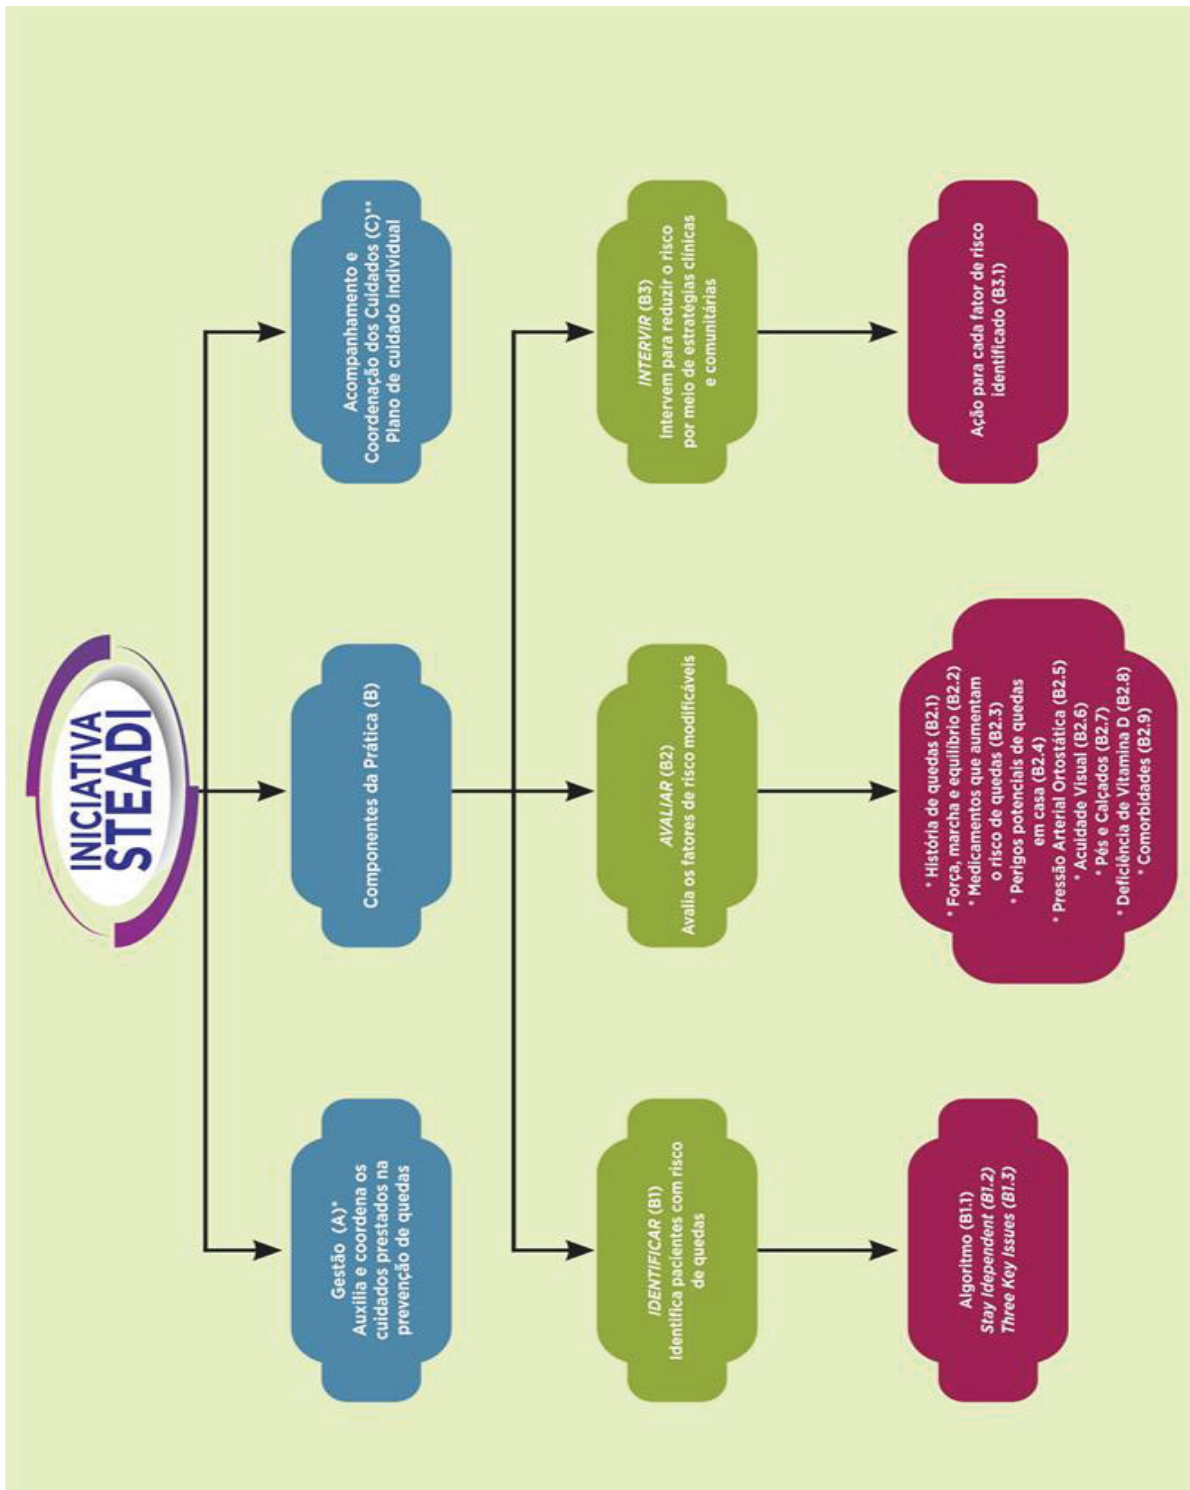 INICIATIVA
STEADI
Gestão (A)*
Auxilia e coordena os
cuidados prestados na
prevenção de quedas
Componentes da Prática (B)
Acompanhamento e
Coordenação dos Cuidados (C)**
Plano de cuidado individual
IDENTIFICAR (B1)
Identifica pacientes com risco
de quedas
AVALIAR (B2)
Avalia os fatores de risco modificáveis
INTERVIR (B3)
Intervem para reduzir o risco
por meio de estratégias clínicas
e comunitárias
Algoritmo (B1.1)
Stay Idependent (B1.2)
Three Key Issues (B1.3)
* História de quedas (B2.1)
* Força, marcha e equilíbrio (B2.2)
* Medicamentos que aumentam
o risco de quedas (B2.3)
* Perigos potenciais de quedas
em casa (B2.4)
* Pressão Arterial Ortostática (B2.5)
* Acuidade Visual (B2.6)
* Pés e Calçados (B2.7)
* Deficiência de Vitamina D (B2.8)
* Comorbidades (B2.9)
Ação para cada fator de risco
identificado (B3.1)